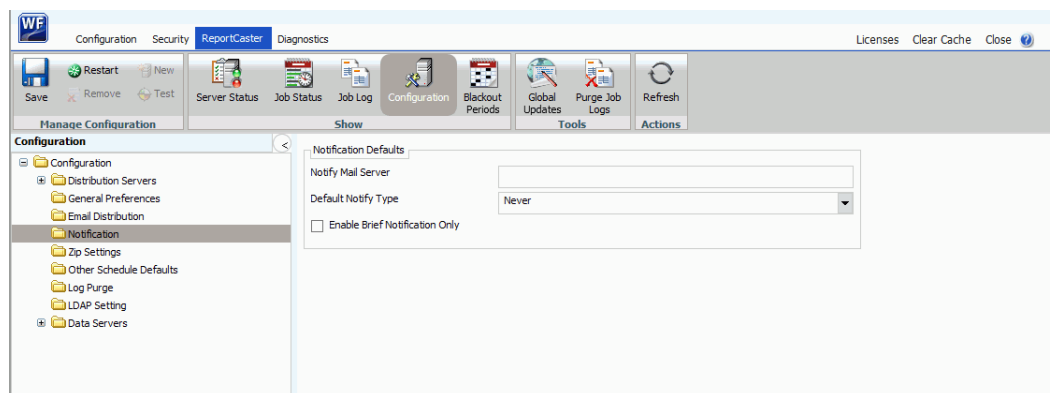 WF
Configuration Security ReportCaster Diagnostics Licenses Clear Cache Close ?
Save Restart New Remove Test
Server Status Job Status Job Log Configuration Blackout Periods
Global Updates Purge Job Logs Refresh
Manage Configuration Show Tools Actions
Configuration <
Configuration
Distribution Servers
General Preferences
Email Distribution
Notification
Zip Settings
Other Schedule Defaults
Log Purge
LDAP Setting
Data Servers
Notification Defaults
Notify Mail Server
Default Notify Type Never
Enable Brief Notification Only